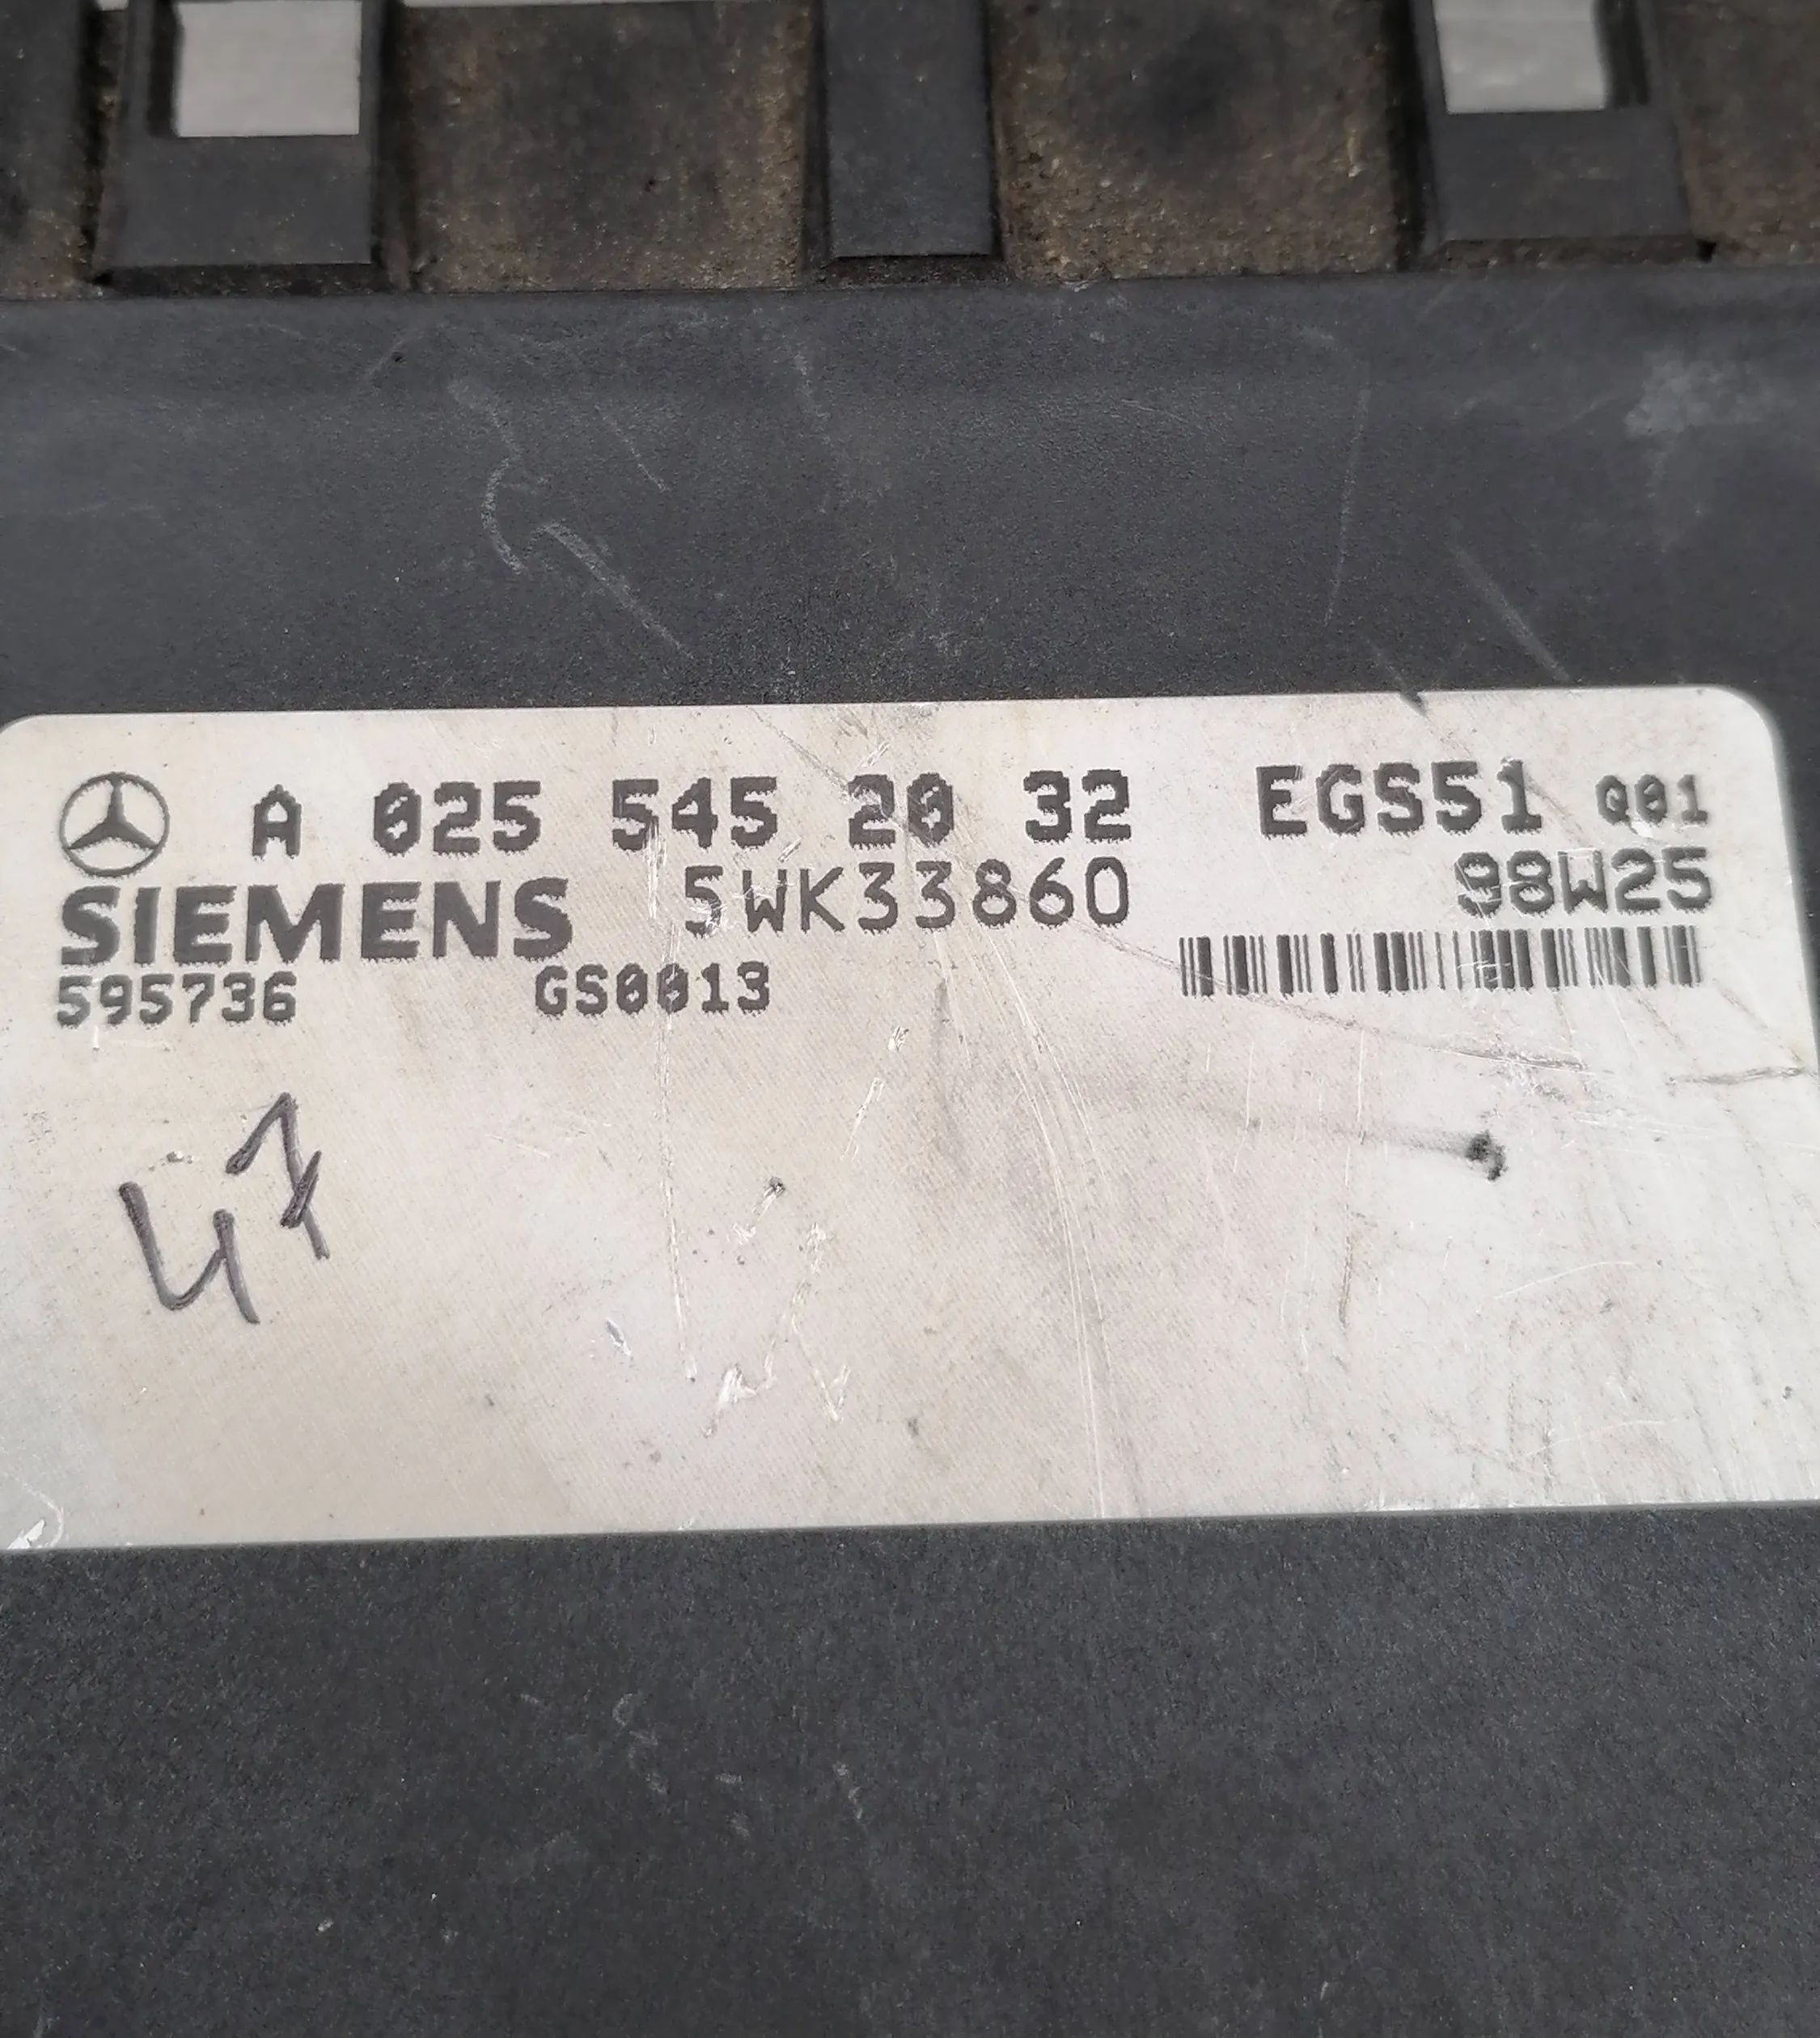 A 025 545 20 32 EGS51 Q01
SIEMENS 5WK33860 98W25
595736 GS0013
47